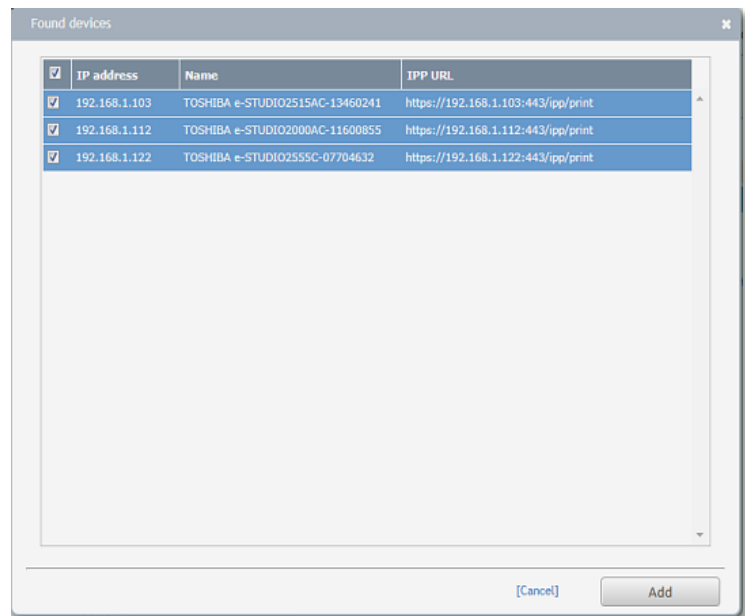 Found devices
IP address Name IPP URL
192.168.1.103 TOSHIBA e-STUDIO2515AC-13460241 https://192.168.1.103:443/ipp/print
192.168.1.112 TOSHIBA e-STUDIO2000AC-11600855 https://192.168.1.112:443/ipp/print
192.168.1.122 TOSHIBA e-STUDIO2555C-07704632 https://192.168.1.122:443/ipp/print
[Cancel] Add